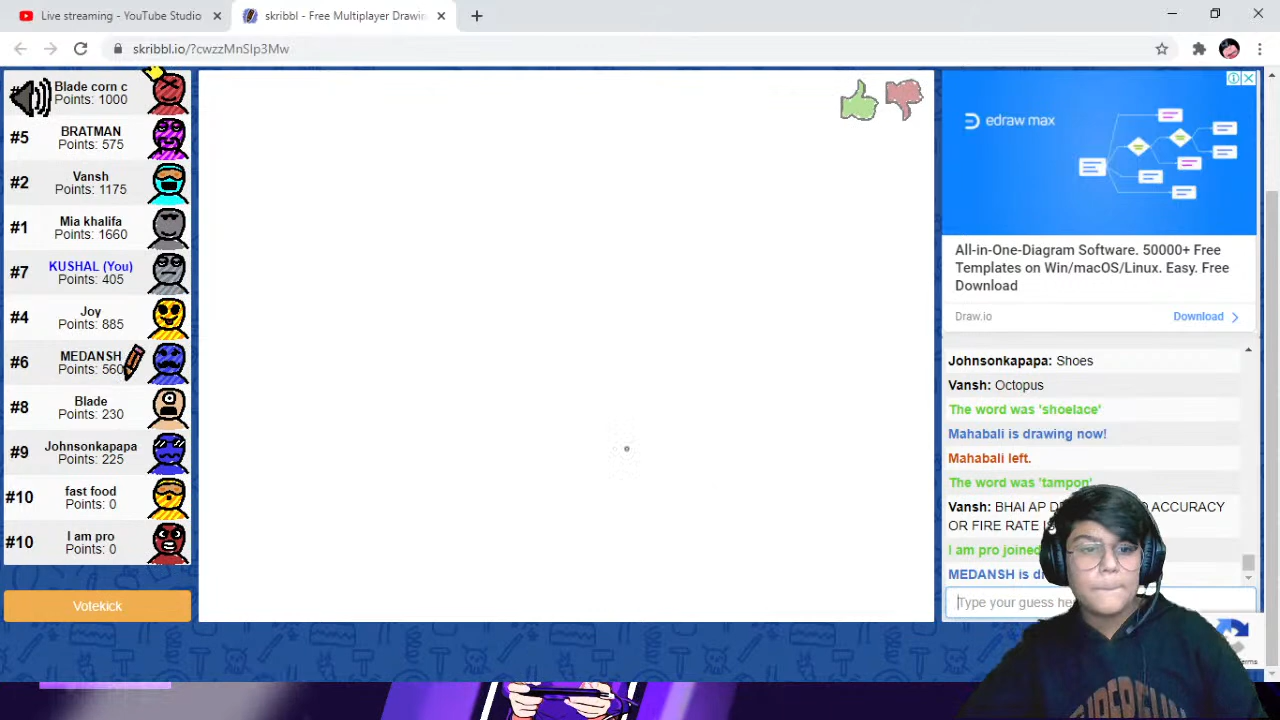 Live streaming - YouTube Studio
skribbl - Free Multiplayer Drawin
skribbl.io/?cwzzMnSIp3Mw
Blade corn c
Points: 1000
#5 BRATMAN
Points: 575
#2 Vansh
Points: 1175
#1 Mia khalifa
Points: 1660
#7 KUSHAL (You)
Points: 405
#4 Joy
Points: 885
#6 MEDANSH
Points: 560
#8 Blade
Points: 230
#9 Johnsonkapapa
Points: 225
#10 fast food
Points: 0
#10 I am pro
Points: 0
Votekick
edraw max
All-in-One-Diagram Software. 50000+ Free
Templates on Win/macOS/Linux. Easy. Free
Download
Draw.io Download
Johnsonkapapa: Shoes
Vansh: Octopus
The word was 'shoelace'
Mahabali is drawing now!
Mahabali left.
The word was 'tampon'
Vansh: BHAI AP ACCURACY
OR FIRE RATE
I am pro joined
MEDANSH is
Type your guess